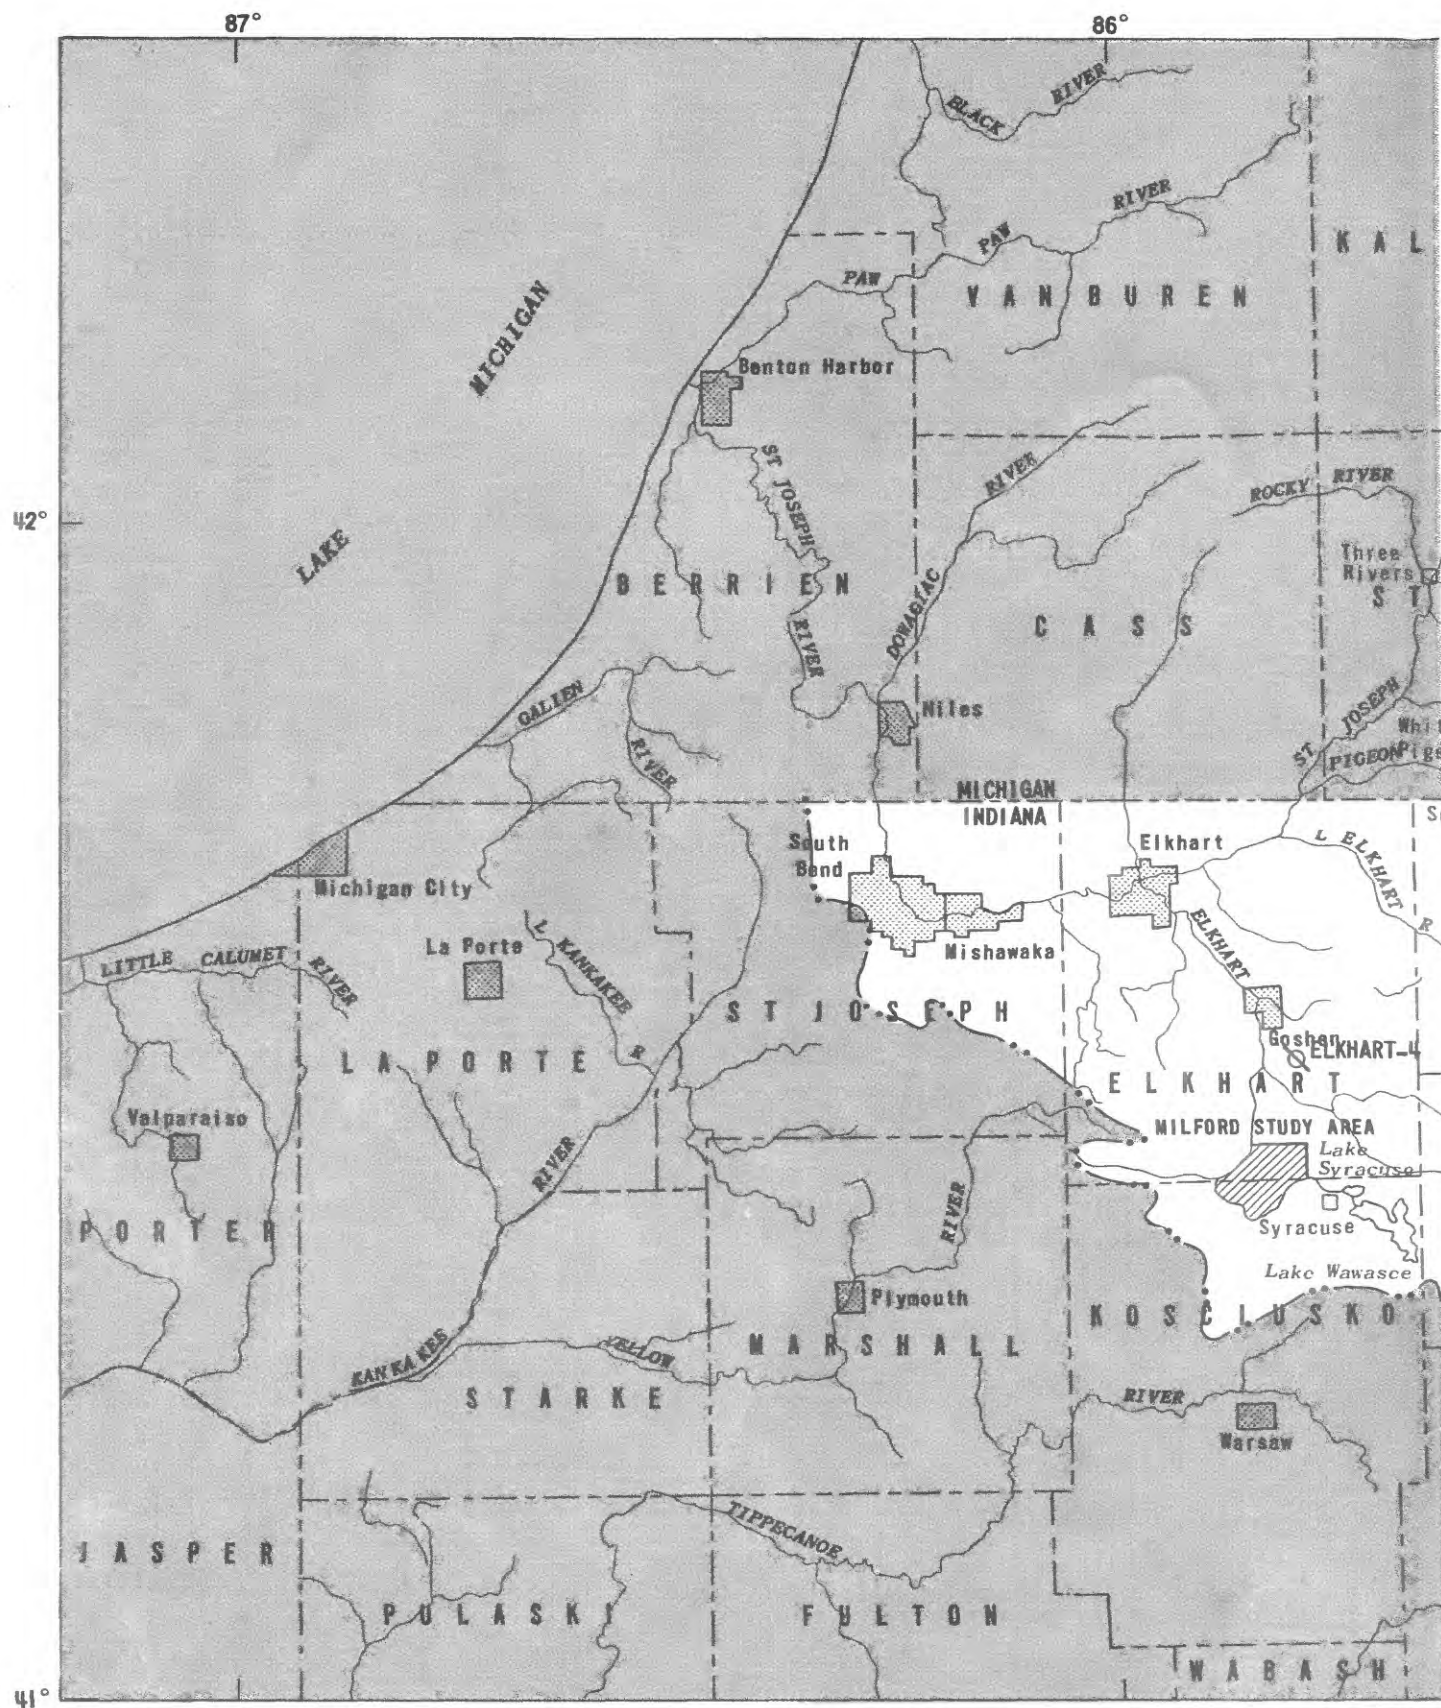 87°
86°
BLACK RIVER
PAW PAW RIVER
KAL
VAN BUREN
LAKE MICHIGAN
Benton Harbor
ST JOSEPH RIVER
DOWAGIAC RIVER
ROCKY RIVER
42°
Three
Rivers
ST
BERRIEN
CASS
GALIEN RIVER
Niles
ST JOSEPH
Whit
PIGEON
Pige
MICHIGAN
INDIANA
South
Bend
Elkhart
L ELKHART R
Michigan City
ELKHART
Mishawaka
La Porte
L KANKAKEE R
LITTLE CALUMET RIVER
ST JOSEPH
Goshen
ELKHART-4
LA PORTE
ELKHART
Valparaiso
MILFORD STUDY AREA
Lake
Syracuse
RIVER
RIVER
PORTER
Syracuse
Lake Wawasee
Plymouth
KOSCIUSKO
MARSHALL
YELLOW
KANKAKEE
STARKE
RIVER
Warsaw
TIPPECANOE
JASPER
PULASKI
FULTON
WABASH
41°